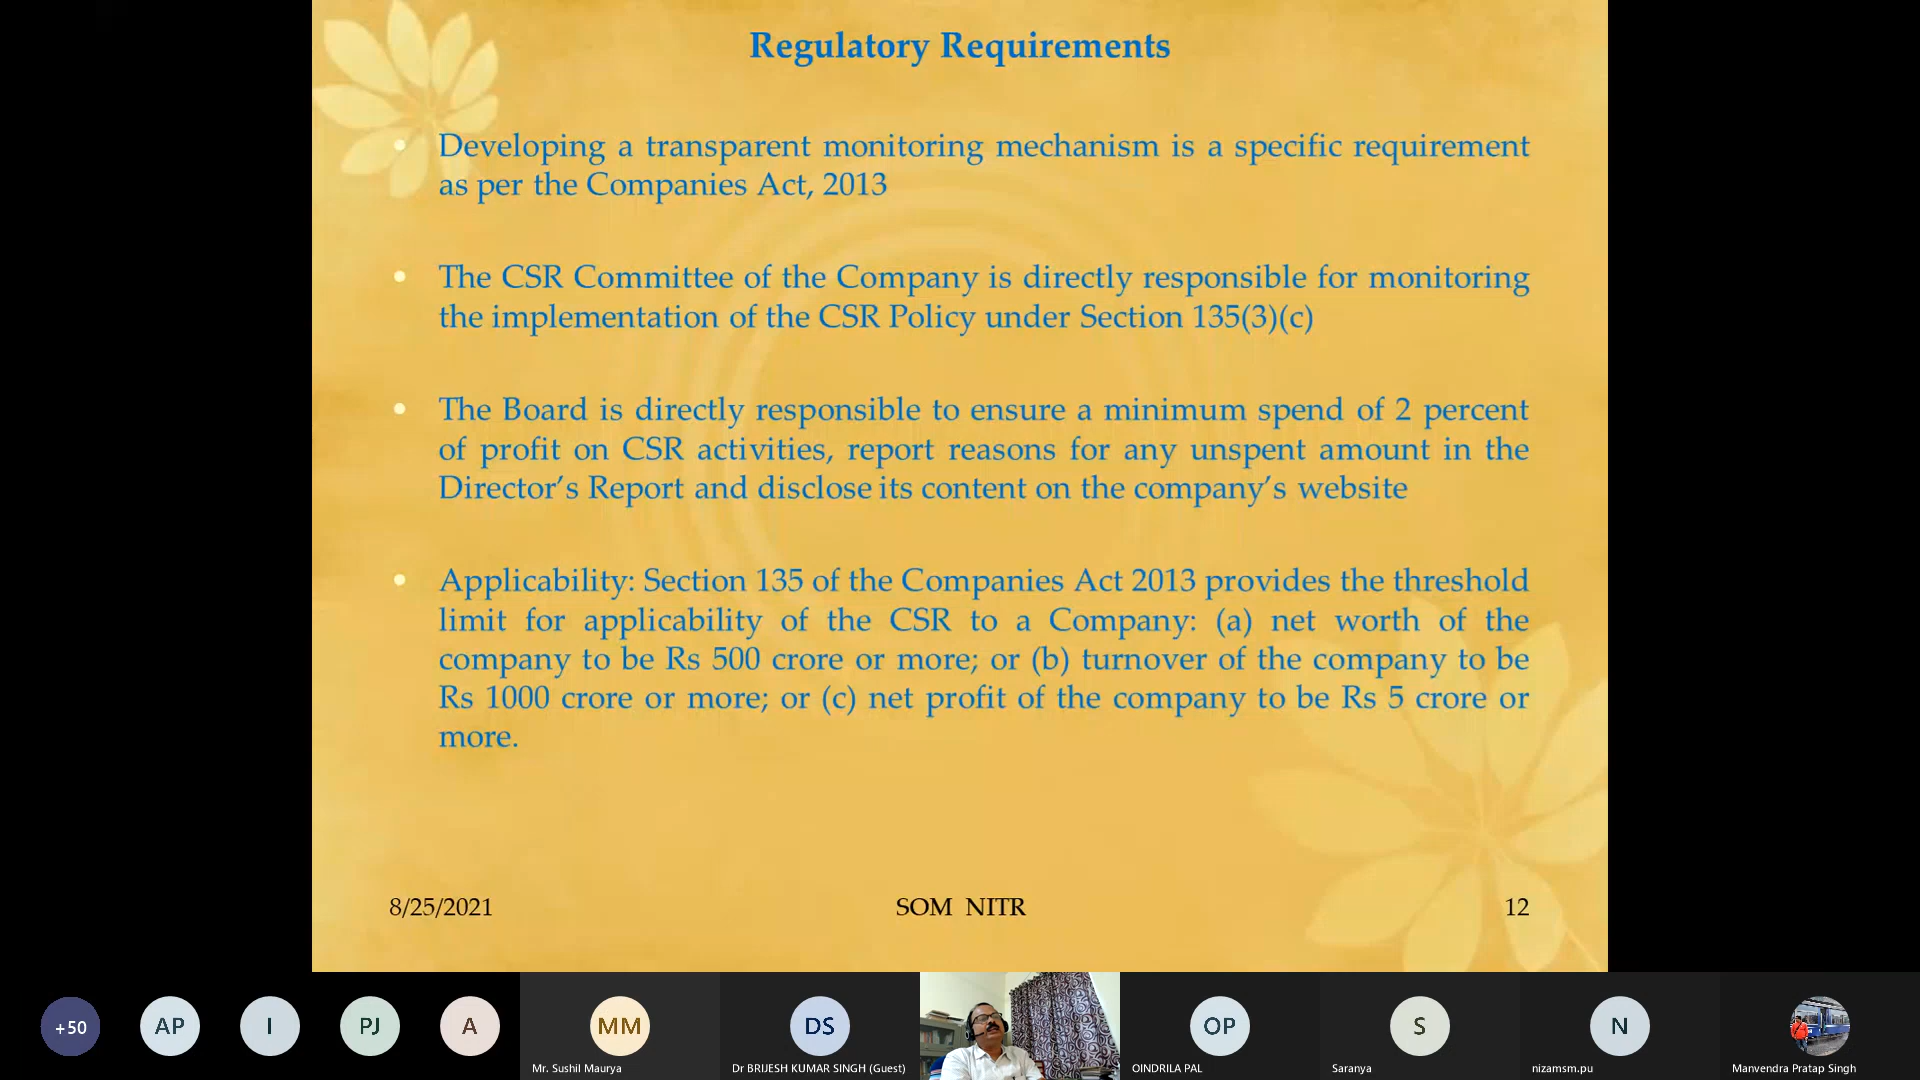 Regulatory Requirements
• Developing a transparent monitoring mechanism is a specific requirement
as per the Companies Act, 2013
• The CSR Committee of the Company is directly responsible for monitoring
the implementation of the CSR Policy under Section 135(3)(c)
• The Board is directly responsible to ensure a minimum spend of 2 percent
of profit on CSR activities, report reasons for any unspent amount in the
Director’s Report and disclose its content on the company’s website
• Applicability: Section 135 of the Companies Act 2013 provides the threshold
limit for applicability of the CSR to a Company: (a) net worth of the
company to be Rs 500 crore or more; or (b) turnover of the company to be
Rs 1000 crore or more; or (c) net profit of the company to be Rs 5 crore or
more.
8/25/2021 SOM NITR 12
+50 AP I PJ A MM DS OP S N
Mr. Sushil Maurya Dr BRIJESH KUMAR SINGH (Guest) OINDRILA PAL Saranya nizamsm.pu Manvendra Pratap Singh